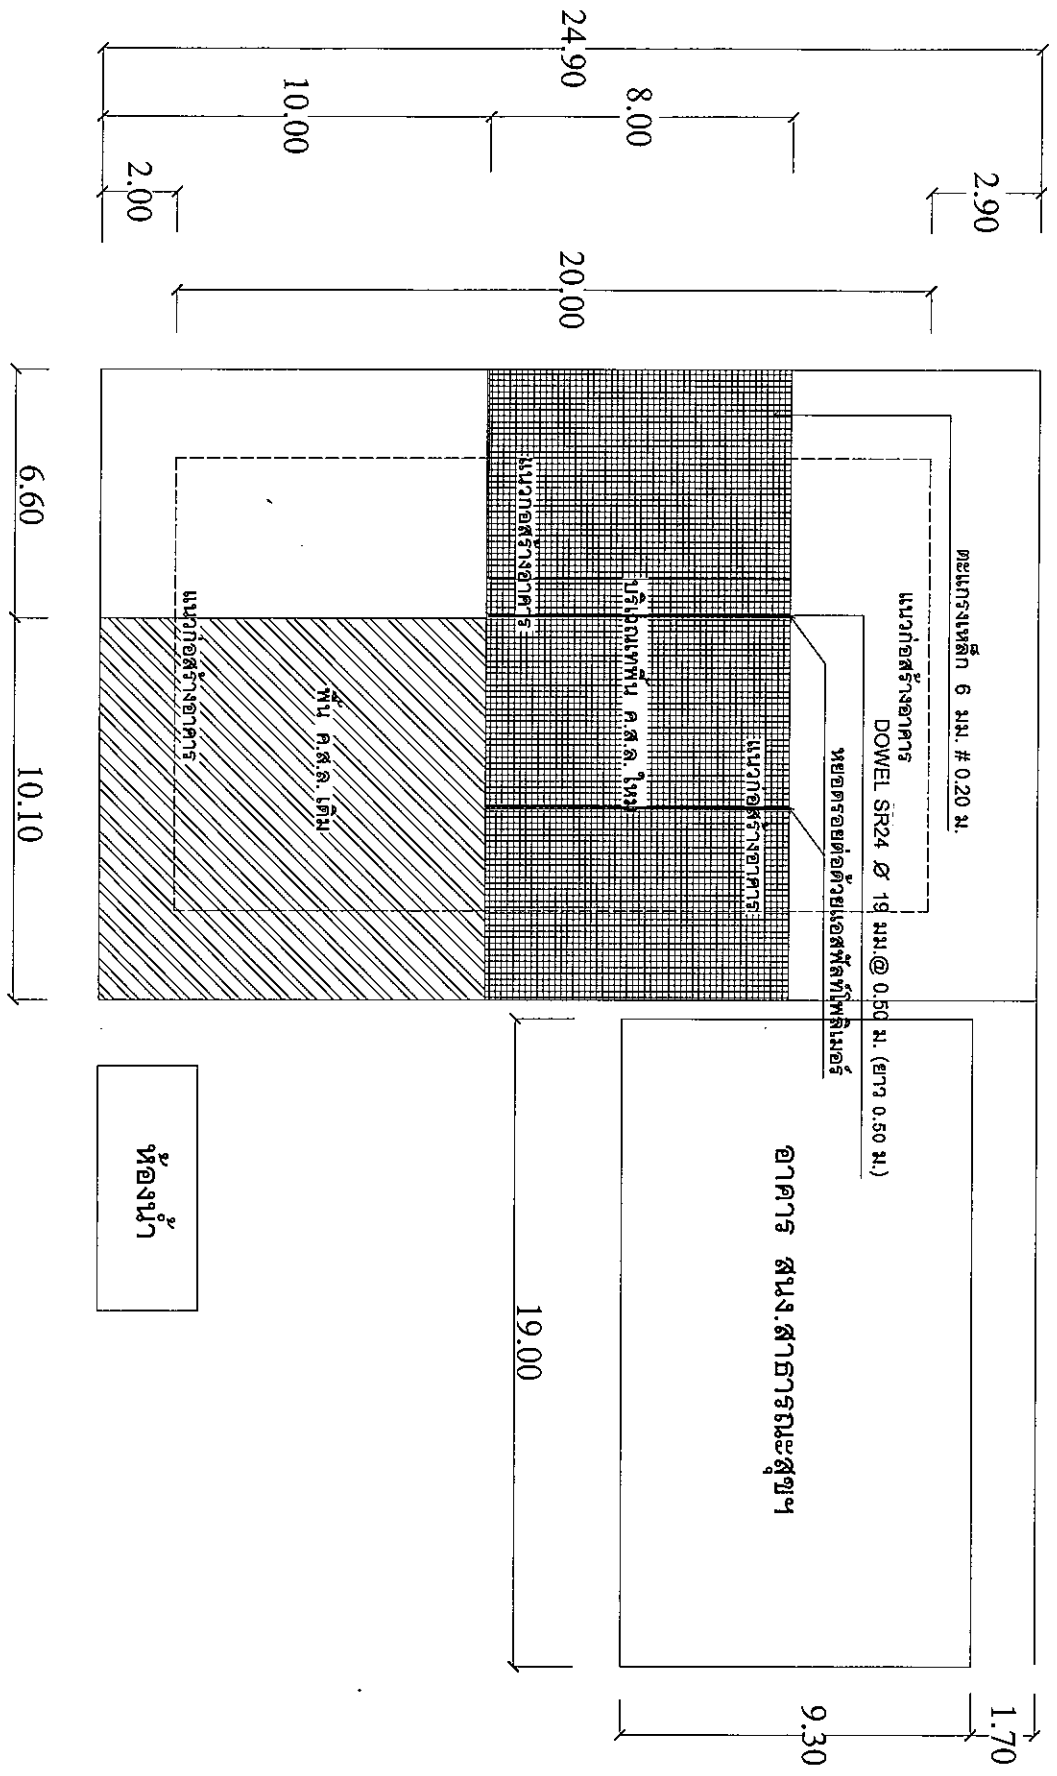 24.90
10.00
8.00
2.00
2.90
20.00
6.60
10.10
ตะแกรงเหล็ก 6 มม. # 0.20 ม.
แนวก่อสร้างอาคาร
DOWEL SR24 Ø 19 มม.@ 0.50 ม. (ยาว 0.50 ม.)
หยอดรอยต่อด้วยแอสฟัลท์โพลิเมอร์
แนวก่อสร้างอาคาร
บริเวณเทพื้น ค.ส.ล. ใหม่
แนวก่อสร้างอาคาร
พื้น ค.ส.ล. เดิม
แนวก่อสร้างอาคาร
อาคาร สนง.สาธารณะสุขฯ
19.00
9.30
1.70
ห้องน้ำ